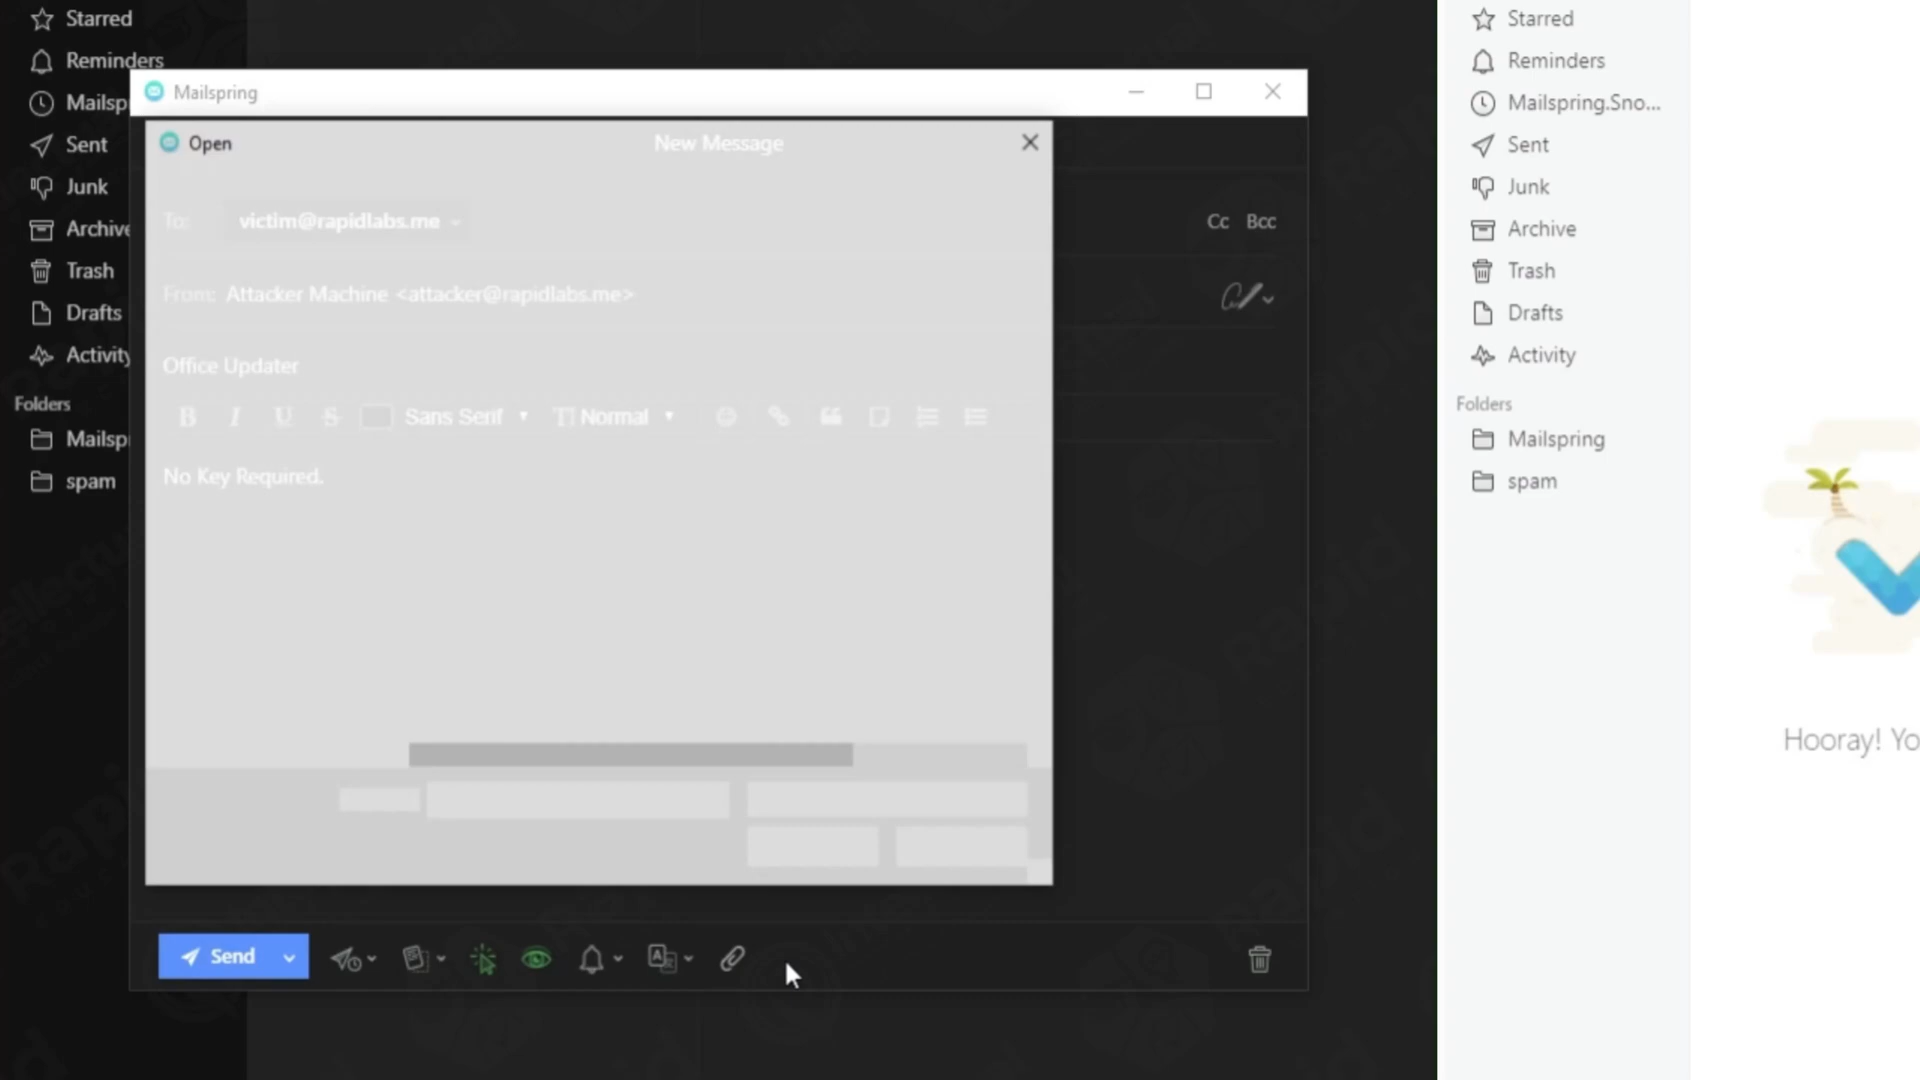 Starred
Reminders
Mailsp
Sent
Junk
Archive
Trash
Drafts
Activity
Folders
Mailsp
spam
Mailspring
Open
New Message
To:
victim@rapidlabs.me
Cc Bcc
From: Attacker Machine <attacker@rapidlabs.me>
Office Updater
B I U S Sans Serif Normal
No Key Required.
Send
Starred
Reminders
Mailspring.Sno...
Sent
Junk
Archive
Trash
Drafts
Activity
Folders
Mailspring
spam
Hooray! Yo